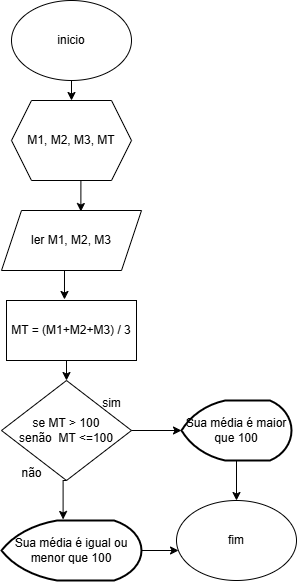 inicio
M1, M2, M3, MT
ler M1, M2, M3
MT = (M1+M2+M3) / 3
sim
se MT > 100
senão  MT <=100
Sua média é maior
que 100
não
Sua média é igual ou
menor que 100
fim